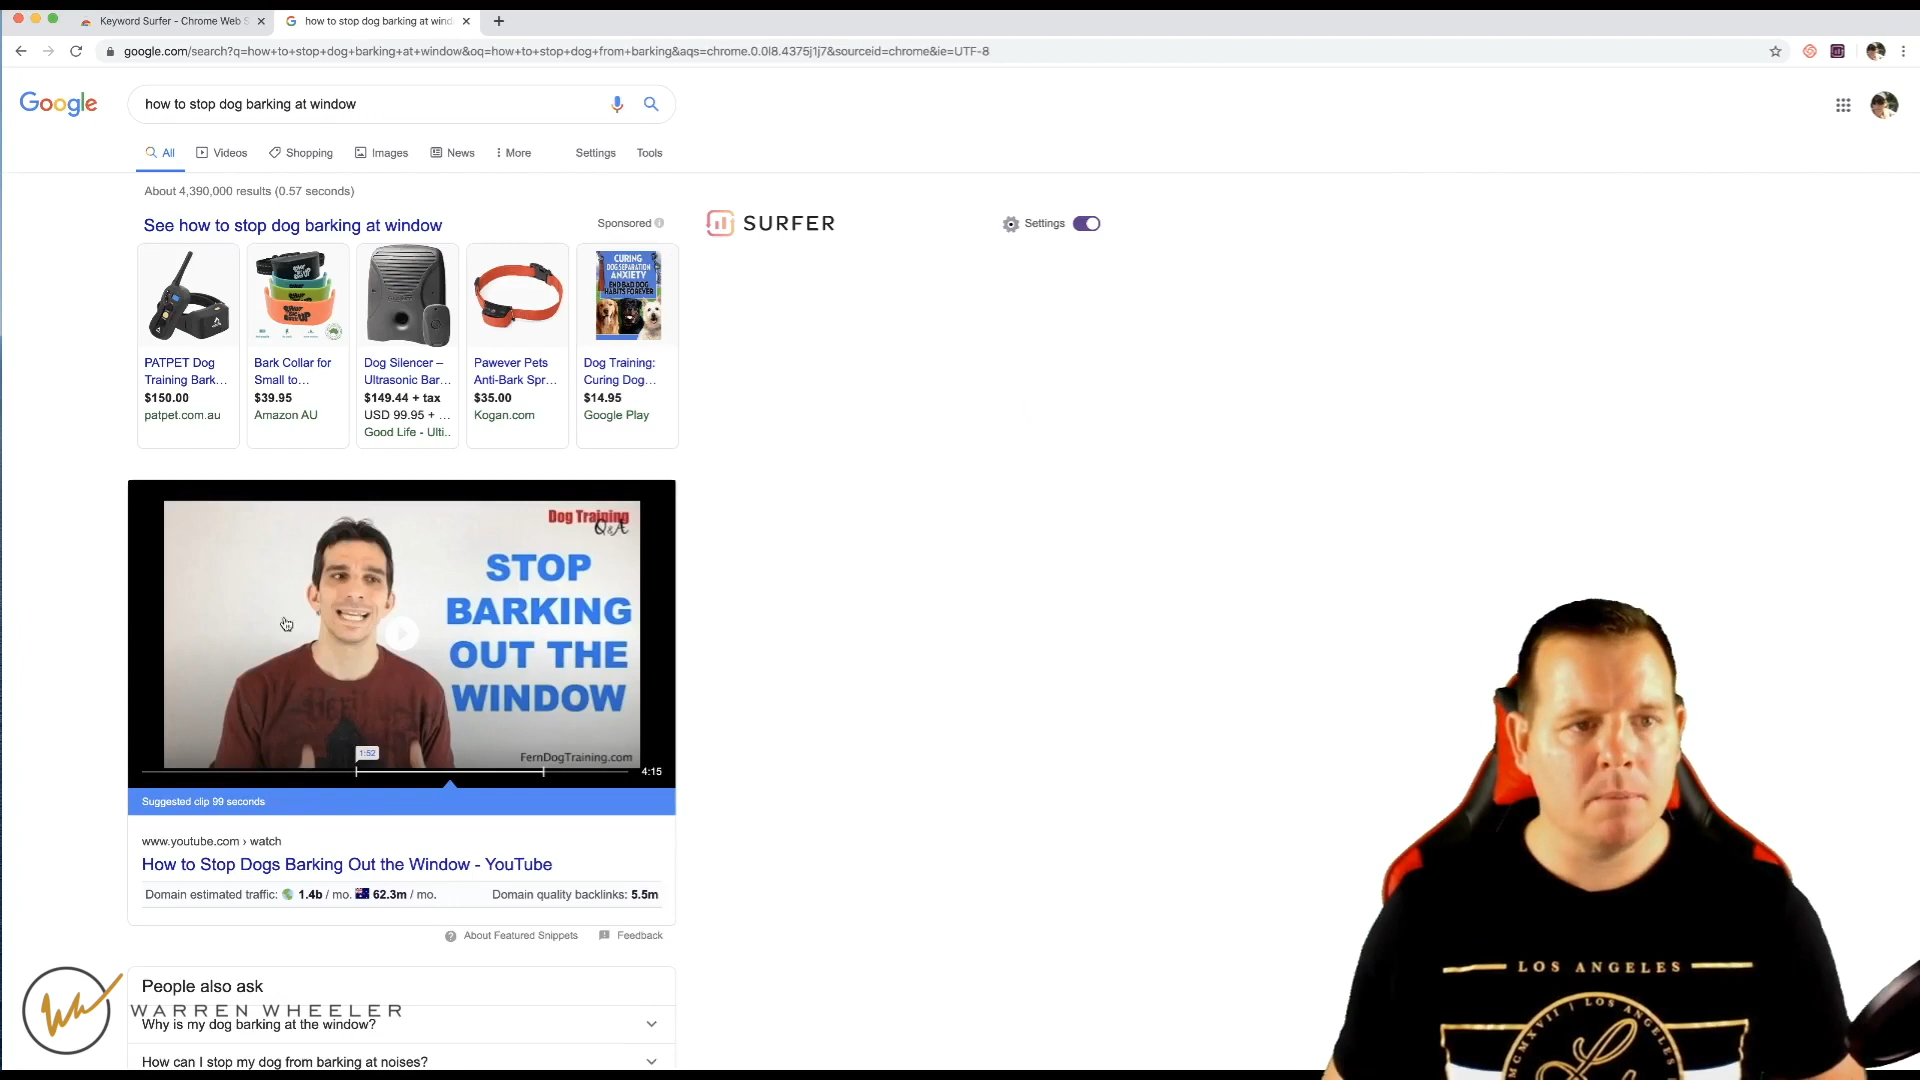 Keyword Surfer - Chrome Web S
how to stop dog barking at wind
google.com/search?q=how+to+stop+dog+barking+at+window&oq=how+to+stop+dog+from+barking&aqs=chrome.0.0l8.4375j1j7&sourceid=chrome&ie=UTF-8
Google
how to stop dog barking at window
All
Videos
Shopping
Images
News
More
Settings
Tools
About 4,390,000 results (0.57 seconds)
See how to stop dog barking at window
Sponsored
SURFER
Settings
CURING
DOG SEPARATION
ANXIETY
END BAD DOG
HABITS FOREVER
PATPET Dog
Training Bark...
$150.00
patpet.com.au
Bark Collar for
Small to...
$39.95
Amazon AU
Dog Silencer –
Ultrasonic Bar...
$149.44 + tax
USD 99.95 + ...
Good Life - Ulti..
Pawever Pets
Anti-Bark Spr...
$35.00
Kogan.com
Dog Training:
Curing Dog...
$14.95
Google Play
Dog Training
Q&A
STOP
BARKING
OUT THE
WINDOW
FernDogTraining.com
1:52
4:15
Suggested clip 99 seconds
www.youtube.com › watch
How to Stop Dogs Barking Out the Window - YouTube
Domain estimated traffic: 1.4b / mo. 62.3m / mo.
Domain quality backlinks: 5.5m
About Featured Snippets
Feedback
People also ask
WARREN WHEELER
Why is my dog barking at the window?
How can I stop my dog from barking at noises?
LOS ANGELES
MCMXVII | LOS ANGELES